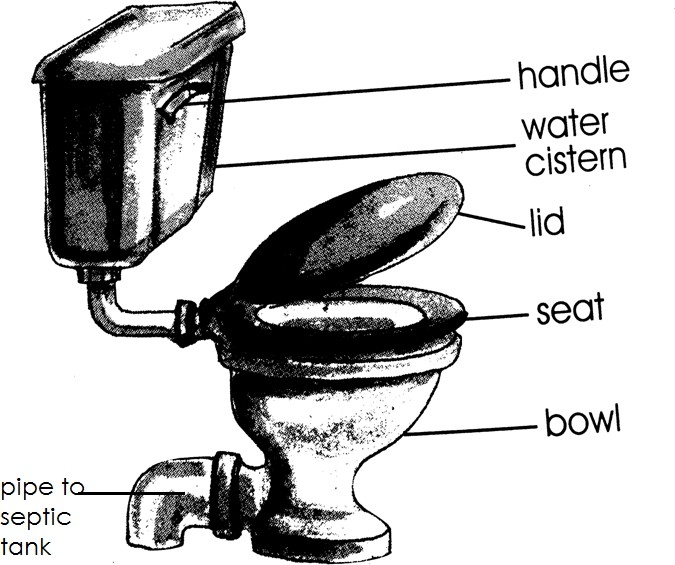 handle
water
cistern
lid
seat
bowl
pipe to
septic
tank